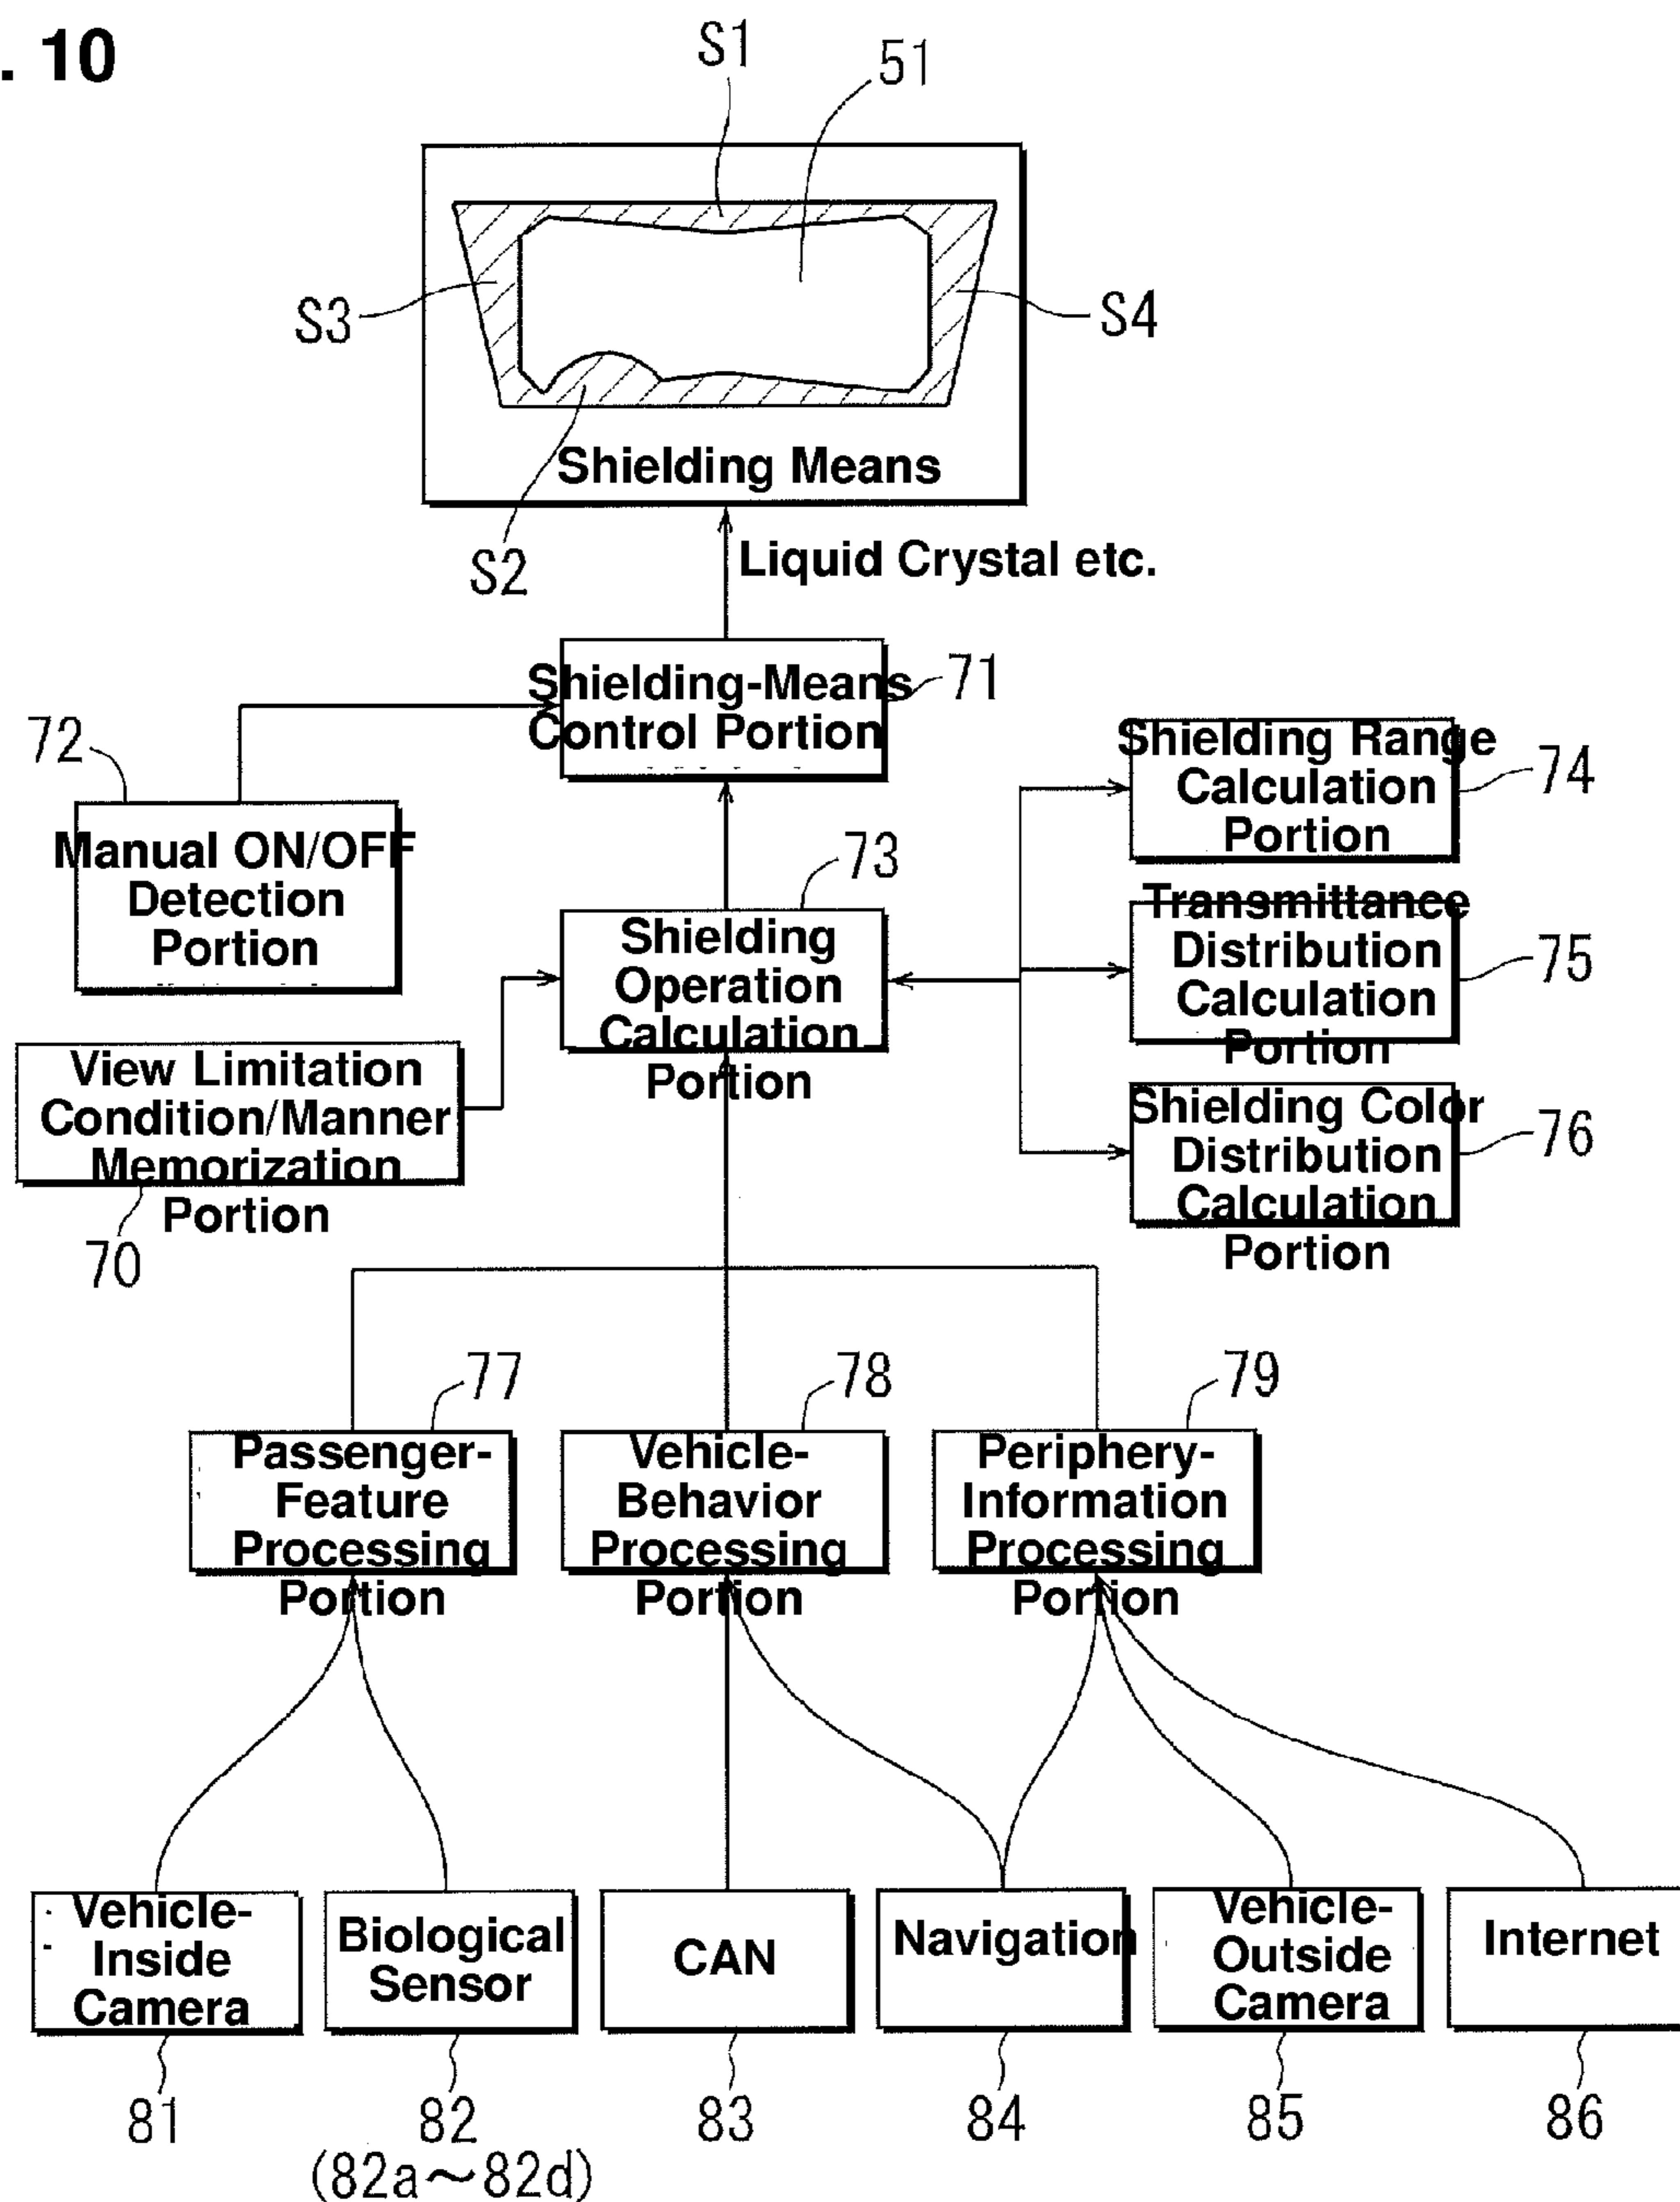 . 10
S1
51
S3
S4
Shielding Means
S2
Liquid Crystal etc.
Shielding-Means
Control Portion
71
72
Manual ON/OFF
Detection
Portion
Shielding Range
Calculation
Portion
74
73
Shielding
Operation
Calculation
Portion
Transmittance
Distribution
Calculation
Portion
75
View Limitation
Condition/Manner
Memorization
Portion
70
Shielding Color
Distribution
Calculation
Portion
76
77
78
79
Passenger-
Feature
Processing
Portion
Vehicle-
Behavior
Processing
Portion
Periphery-
Information
Processing
Portion
Vehicle-
Inside
Camera
Biological
Sensor
CAN
Navigation
Vehicle-
Outside
Camera
Internet
81
82
(82a～82d)
83
84
85
86